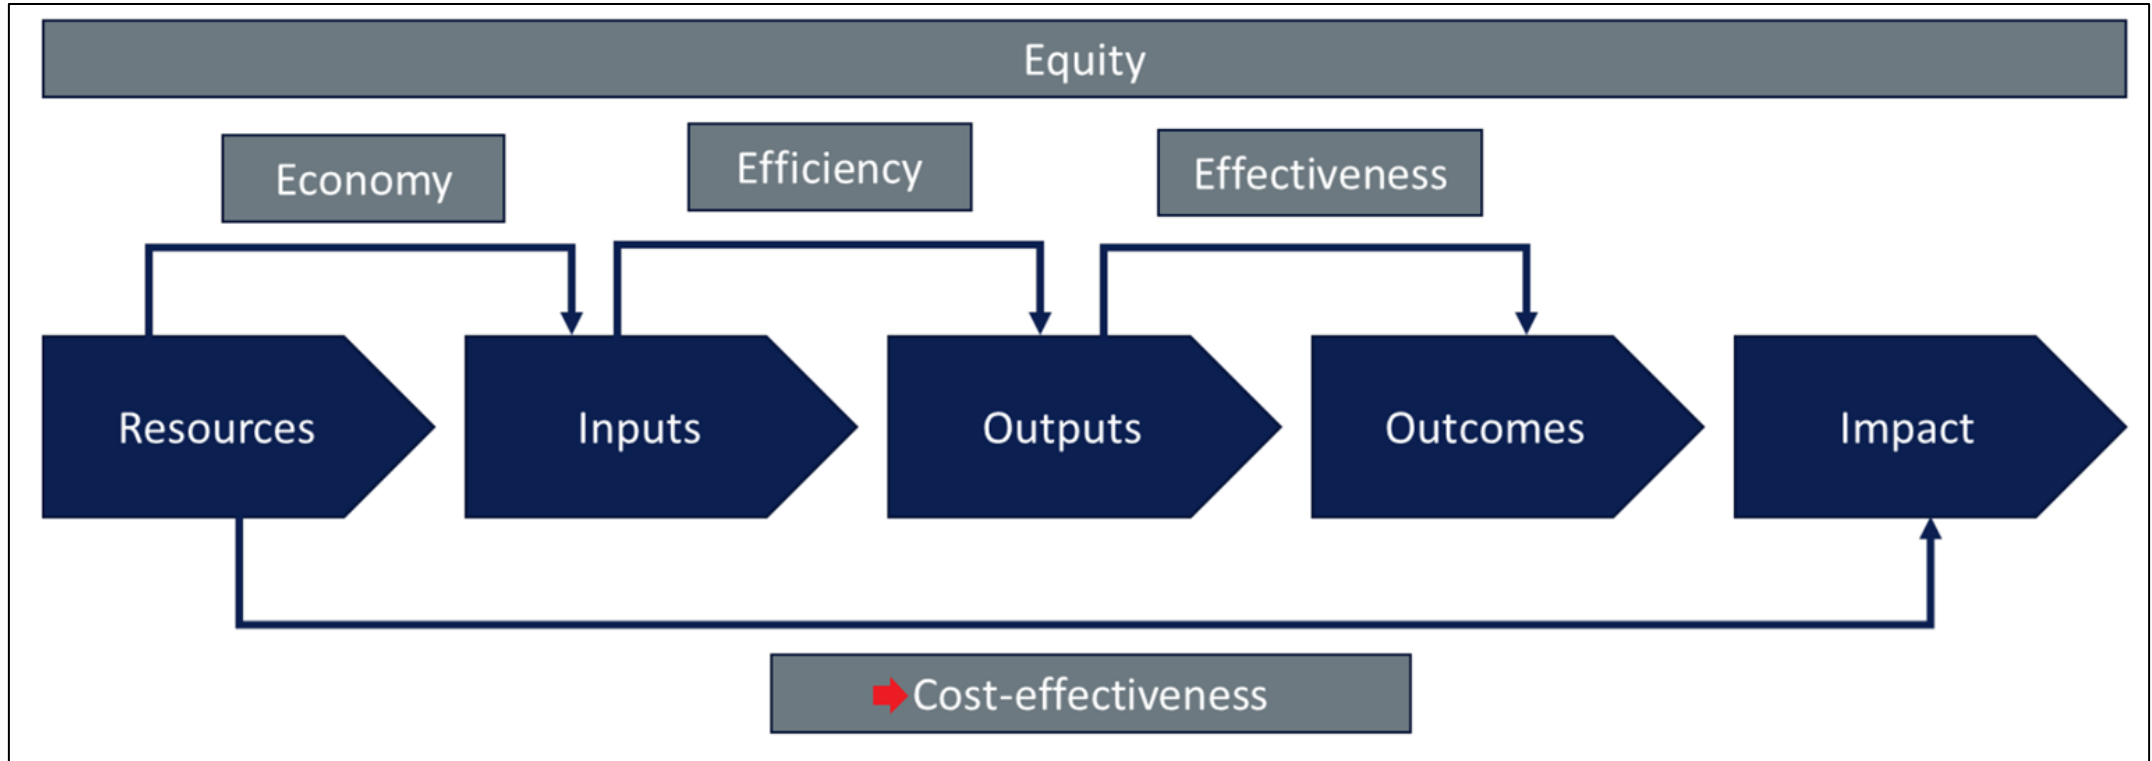 Equity
Economy
Efficiency
Effectiveness
Resources
Inputs
Outputs
Outcomes
Impact
Cost-effectiveness